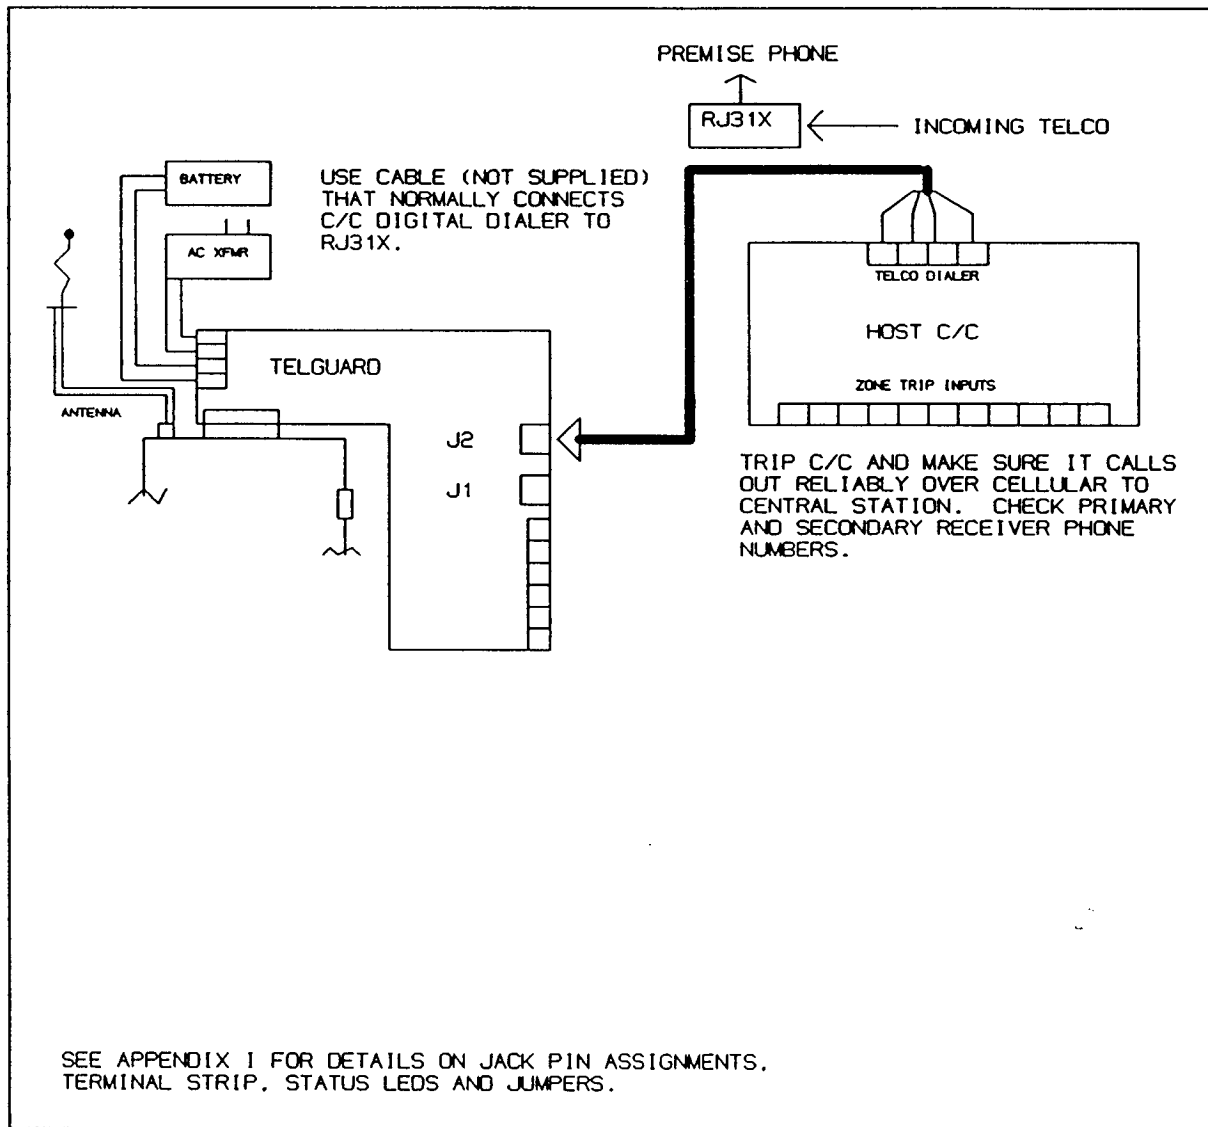 PREMISE PHONE
RJ31X
INCOMING TELCO
BATTERY
USE CABLE (NOT SUPPLIED)
THAT NORMALLY CONNECTS
C/C DIGITAL DIALER TO
RJ31X.
AC XFMR
TELCO DIALER
HOST C/C
ZONE TRIP INPUTS
TELGUARD
ANTENNA
J2
J1
TRIP C/C AND MAKE SURE IT CALLS
OUT RELIABLY OVER CELLULAR TO
CENTRAL STATION. CHECK PRIMARY
AND SECONDARY RECEIVER PHONE
NUMBERS.
SEE APPENDIX I FOR DETAILS ON JACK PIN ASSIGNMENTS,
TERMINAL STRIP, STATUS LEDS AND JUMPERS.